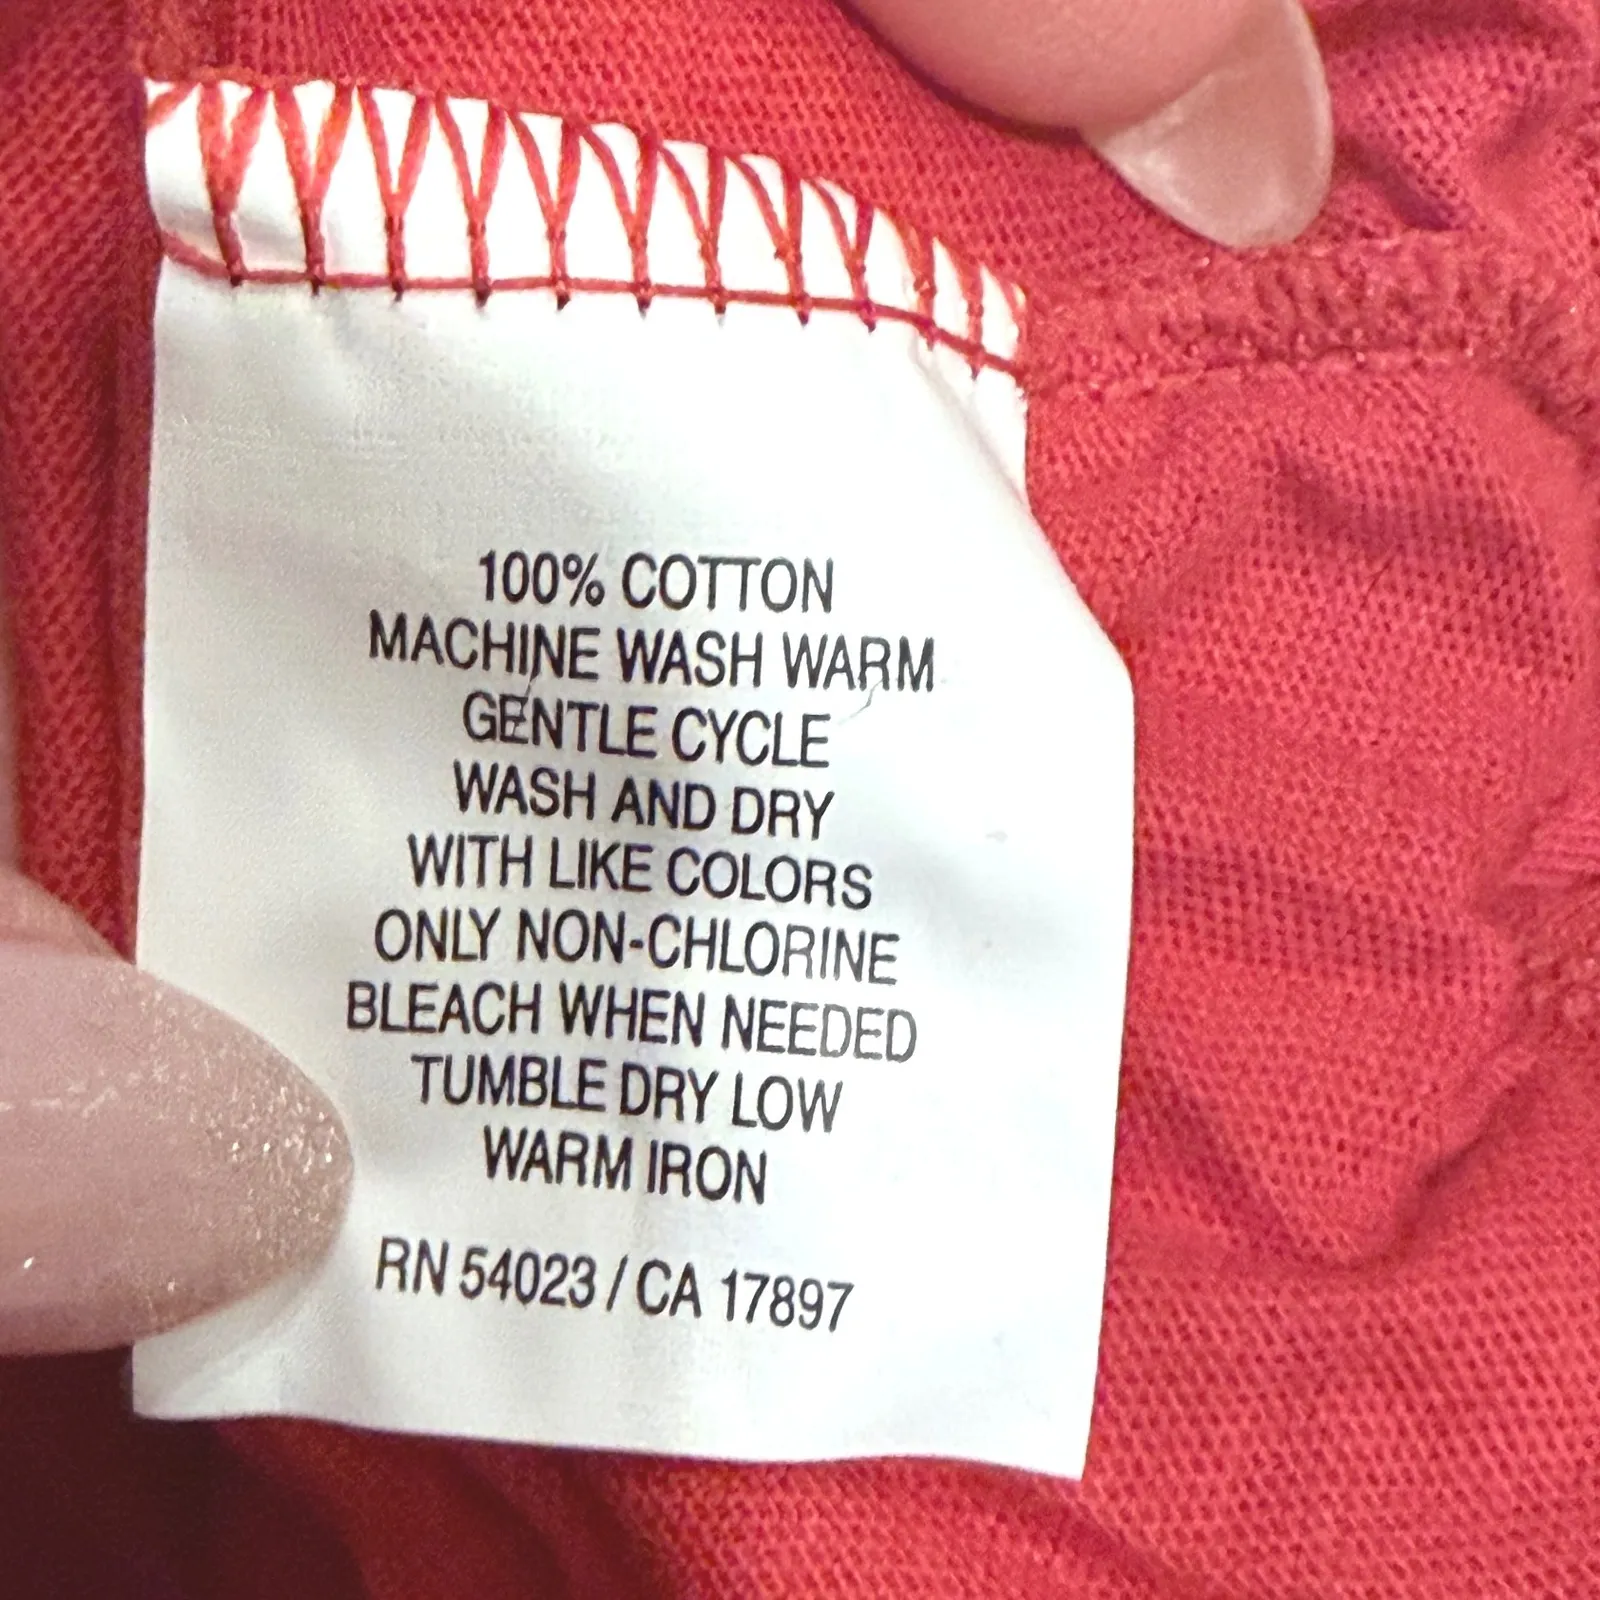 100% COTTON
MACHINE WASH WARM
GENTLE CYCLE
WASH AND DRY
WITH LIKE COLORS
ONLY NON-CHLORINE
BLEACH WHEN NEEDED
TUMBLE DRY LOW
WARM IRON
RN 54023 / CA 17897